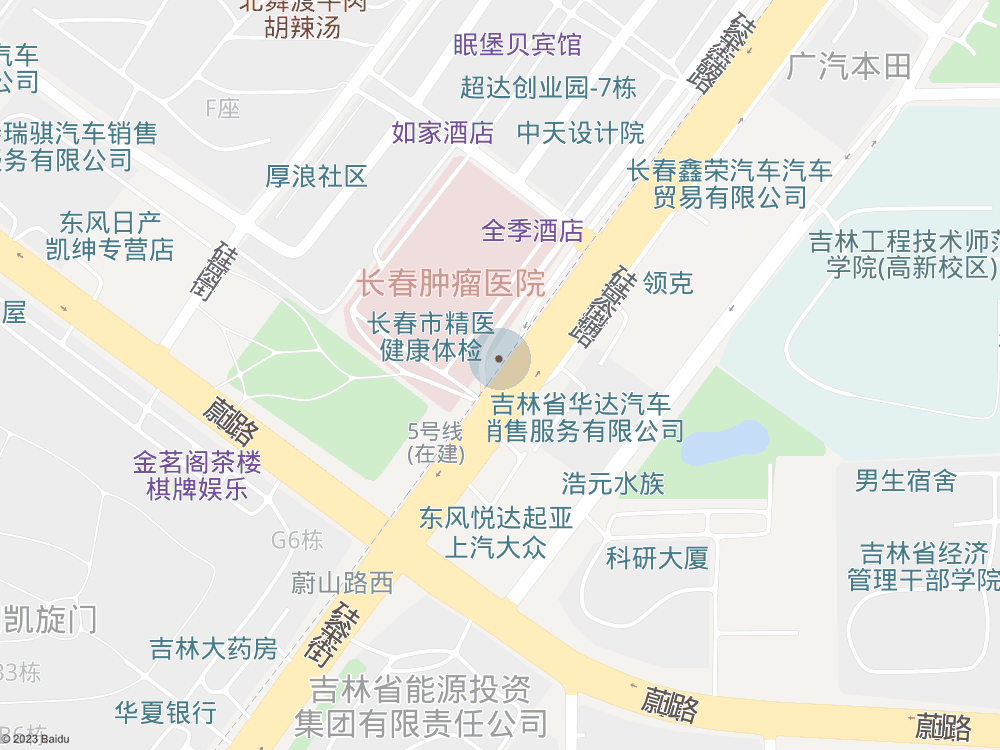 北舞渡牛肉
胡辣汤
汽车
公司
眠堡贝宾馆
超达创业园-7栋
广汽本田
F座
如家酒店
中天设计院
瑞骐汽车销售
务有限公司
厚浪社区
长春鑫荣汽车汽车
贸易有限公司
东风日产
凯绅专营店
全季酒店
吉林工程技术师范
学院(高新校区)
长春肿瘤医院
领克
屋
长春市精医
健康体检
吉林省华达汽车
肖售服务有限公司
蔚山路
5号线
(在建)
金茗阁茶楼
棋牌娱乐
浩元水族
男生宿舍
东风悦达起亚
上汽大众
G6栋
科研大厦
吉林省经济
管理干部学院
蔚山路西
凯旋门
吉林大药房
33栋
吉林省能源投资
集团有限责任公司
华夏银行
蔚山路
蔚山路
B6栋
© 2023 Baidu